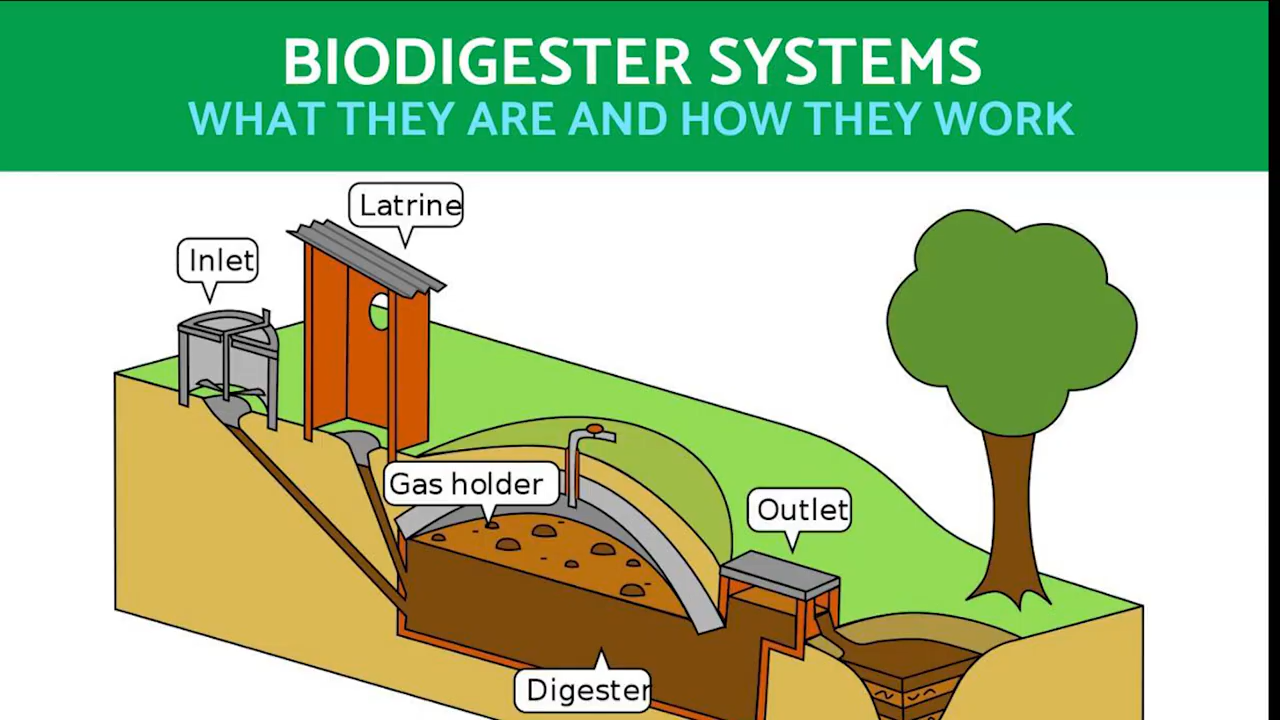 BIODIGESTER SYSTEMS
WHAT THEY ARE AND HOW THEY WORK
Latrine
Inlet
Gas holder
Outlet
Digester